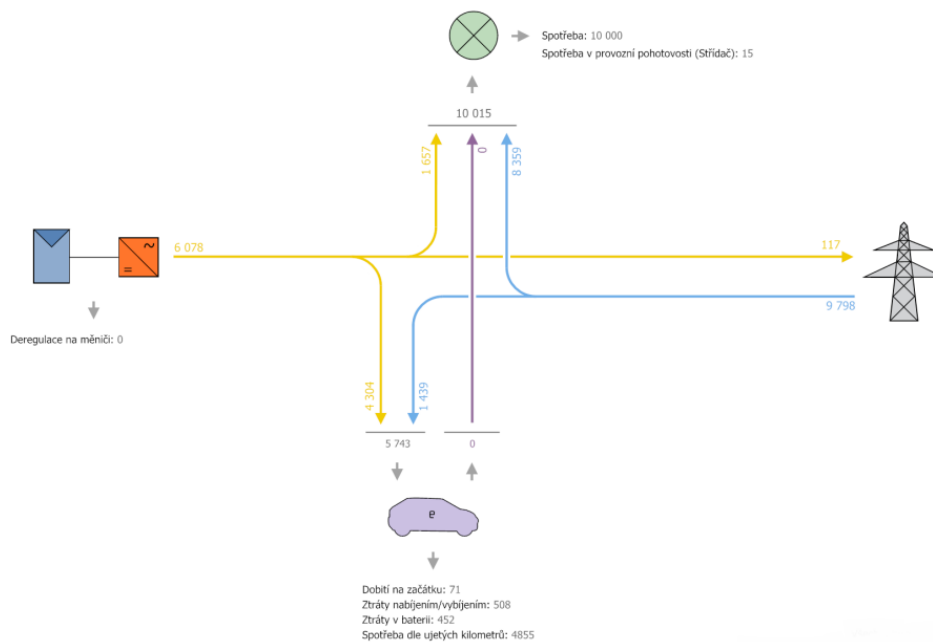 Spotřeba: 10 000
Spotřeba v provozní pohotovosti (Střídač): 15
10 015
1 657
0
8 359
6 078
117
9 798
Deregulace na měniči: 0
4 304
1 439
5 743
0
e
Dobití na začátku: 71
Ztráty nabíjením/vybíjením: 508
Ztráty v baterii: 452
Spotřeba dle ujetých kilometrů: 4855